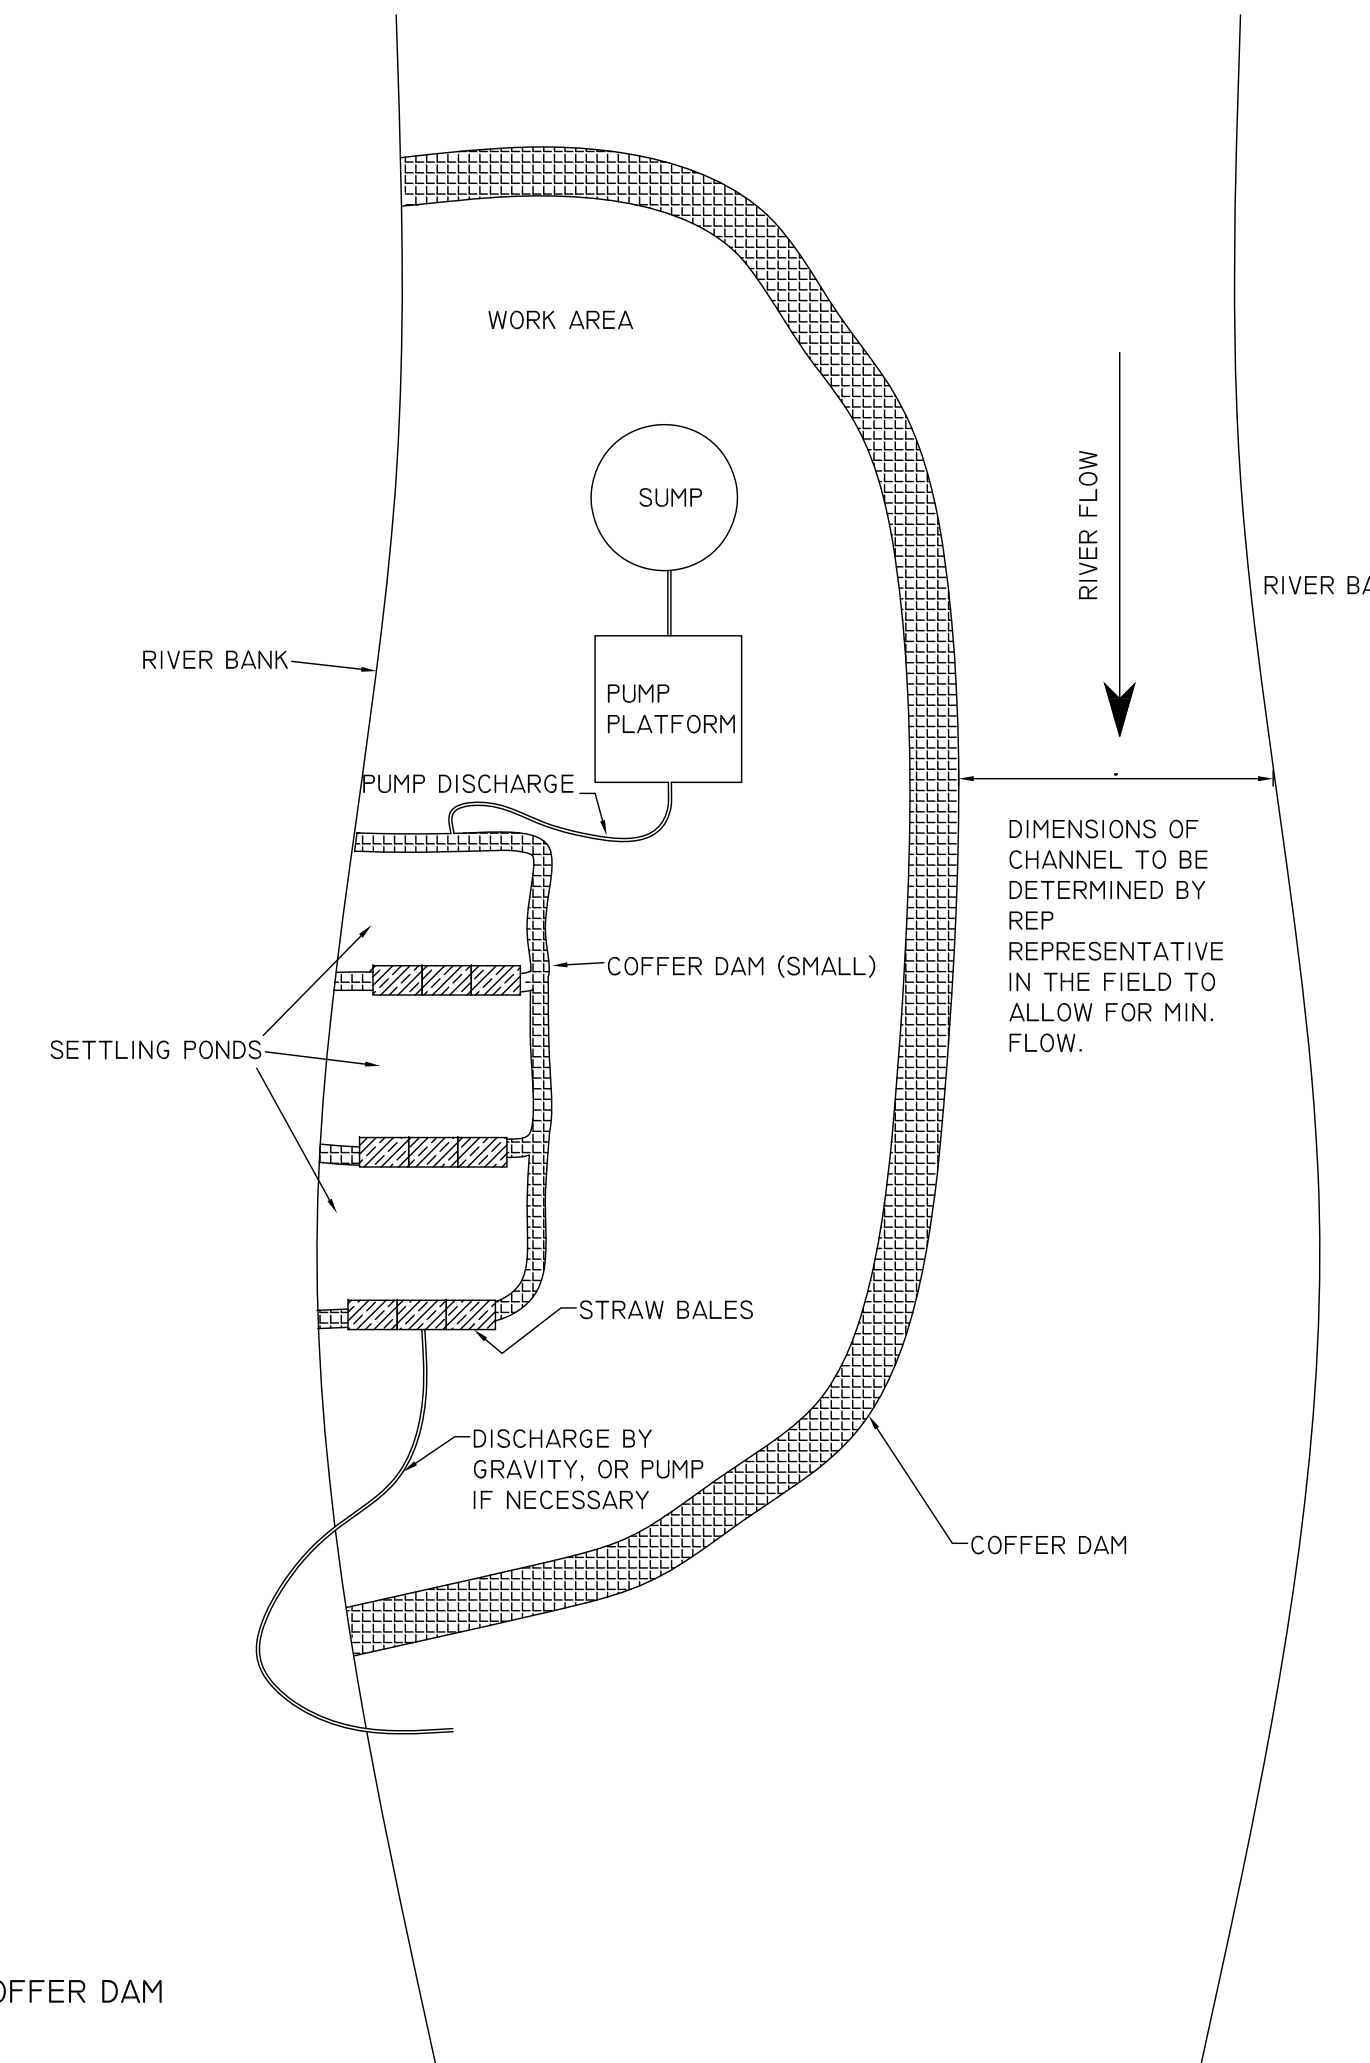 WORK AREA
SUMP
RIVER FLOW
RIVER BA
RIVER BANK
PUMP
PLATFORM
PUMP DISCHARGE
DIMENSIONS OF
CHANNEL TO BE
DETERMINED BY
REP
REPRESENTATIVE
IN THE FIELD TO
ALLOW FOR MIN.
FLOW.
COFFER DAM (SMALL)
SETTLING PONDS
STRAW BALES
DISCHARGE BY
GRAVITY, OR PUMP
IF NECESSARY
COFFER DAM
OFFER DAM